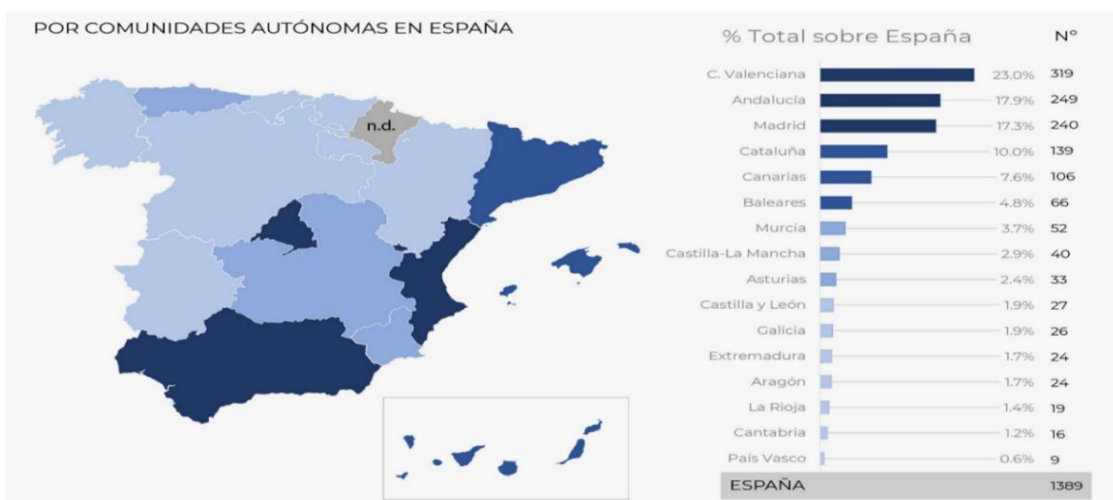 POR COMUNIDADES AUTÓNOMAS EN ESPAÑA
n.d.
% Total sobre España Nº
C. Valenciana 23.0% 319
Andalucía 17.9% 249
Madrid 17.3% 240
Cataluña 10.0% 139
Canarias 7.6% 106
Baleares 4.8% 66
Murcia 3.7% 52
Castilla-La Mancha 2.9% 40
Asturias 2.4% 33
Castilla y León 1.9% 27
Galicia 1.9% 26
Extremadura 1.7% 24
Aragón 1.7% 24
La Rioja 1.4% 19
Cantabria 1.2% 16
País Vasco 0.6% 9
ESPAÑA 1389